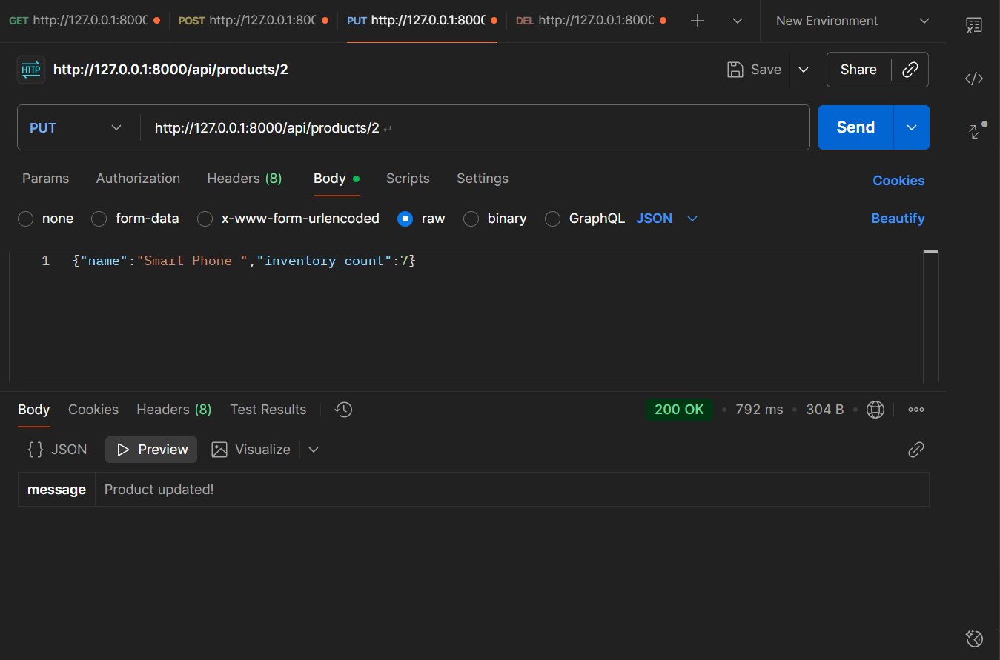 GET http://127.0.0.1:8000 POST http://127.0.0.1:800 PUT http://127.0.0.1:8000 DEL http://127.0.0.1:8000 New Environment
HTTP http://127.0.0.1:8000/api/products/2 Save Share
PUT http://127.0.0.1:8000/api/products/2 Send
Params Authorization Headers (8) Body Scripts Settings Cookies
none form-data x-www-form-urlencoded raw binary GraphQL JSON Beautify
1 {"name":"Smart Phone ","inventory_count":7}
Body Cookies Headers (8) Test Results 200 OK • 792 ms • 304 B •
{} JSON Preview Visualize
message Product updated!